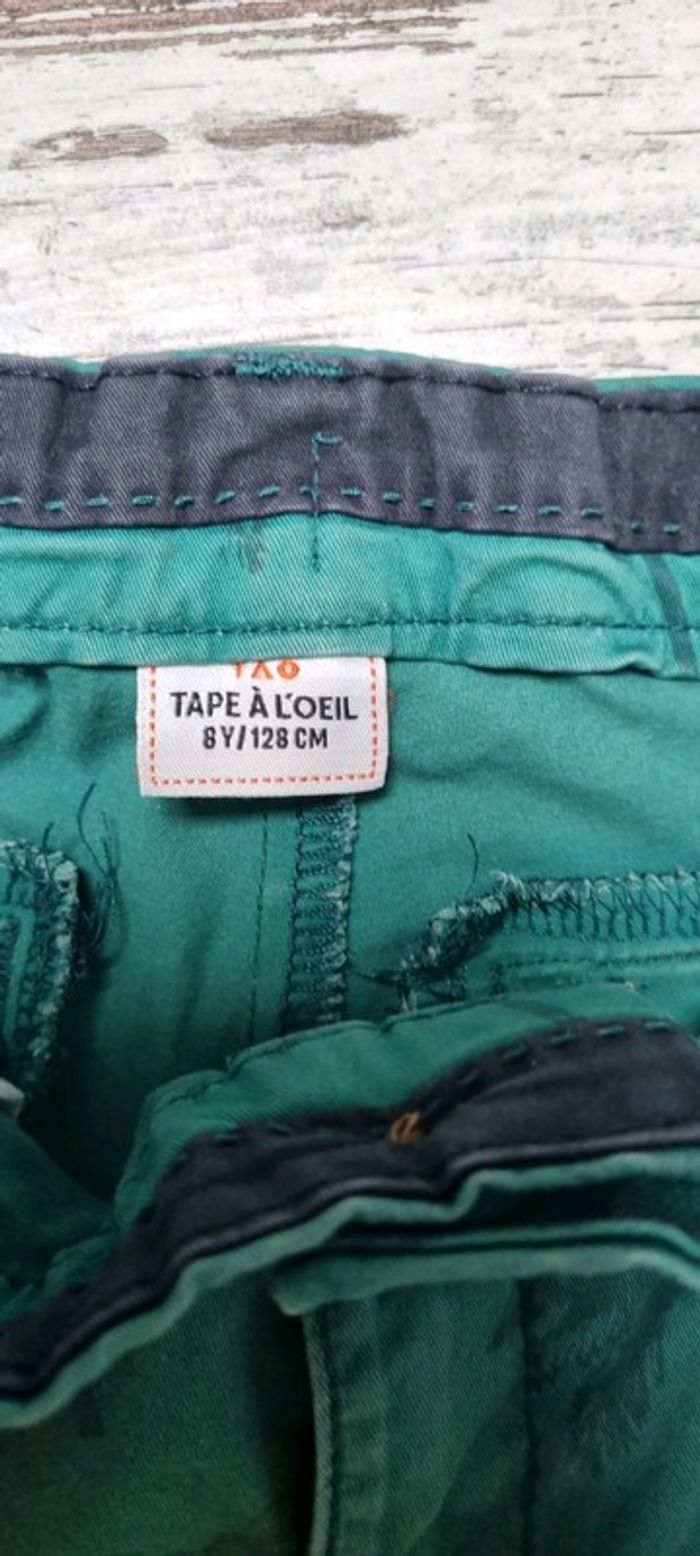 TAO
TAPE À L'OEIL
8Y/128 CM